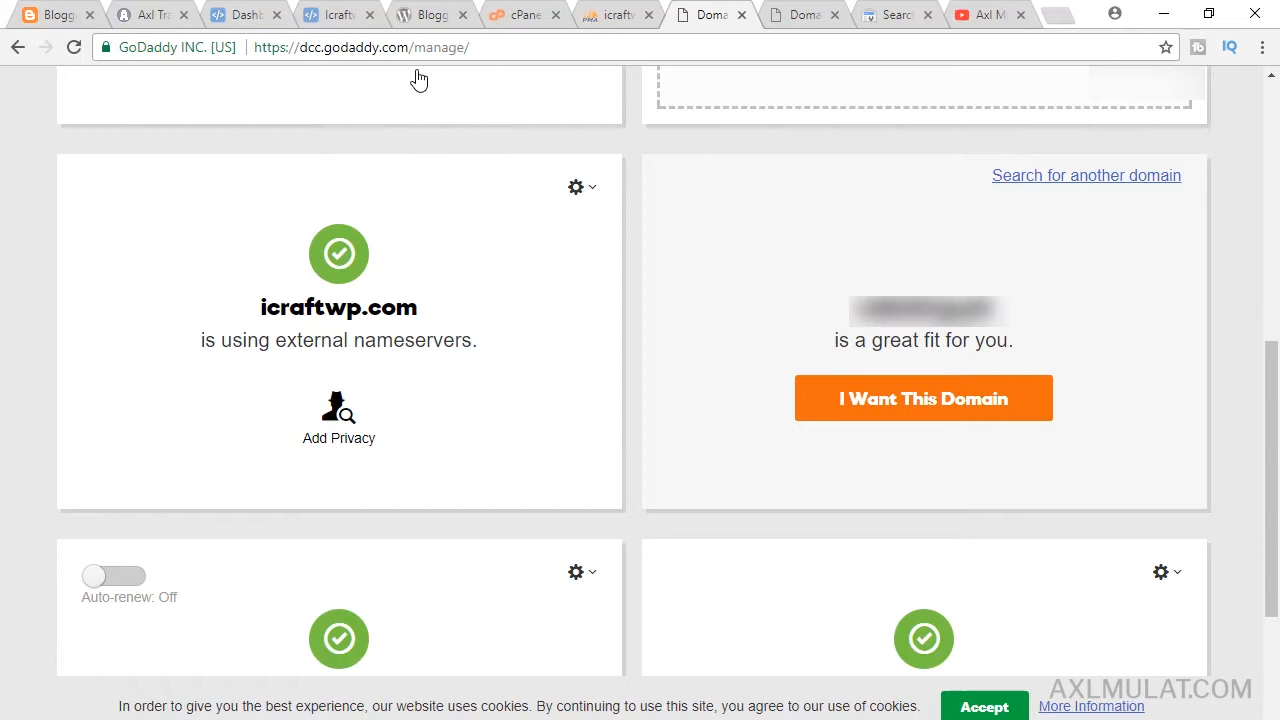 Blogge
Axl Tra
Dashb
Icraftw
Blogg
cPane
icraftv
Doma
Doma
Search
Axl M
GoDaddy INC. [US]
https://dcc.godaddy.com/manage/
Search for another domain
icraftwp.com
is using external nameservers.
Add Privacy
is a great fit for you.
I Want This Domain
Auto-renew: Off
In order to give you the best experience, our website uses cookies. By continuing to use this site, you agree to our use of cookies.
Accept
More Information
AXLMULAT.COM